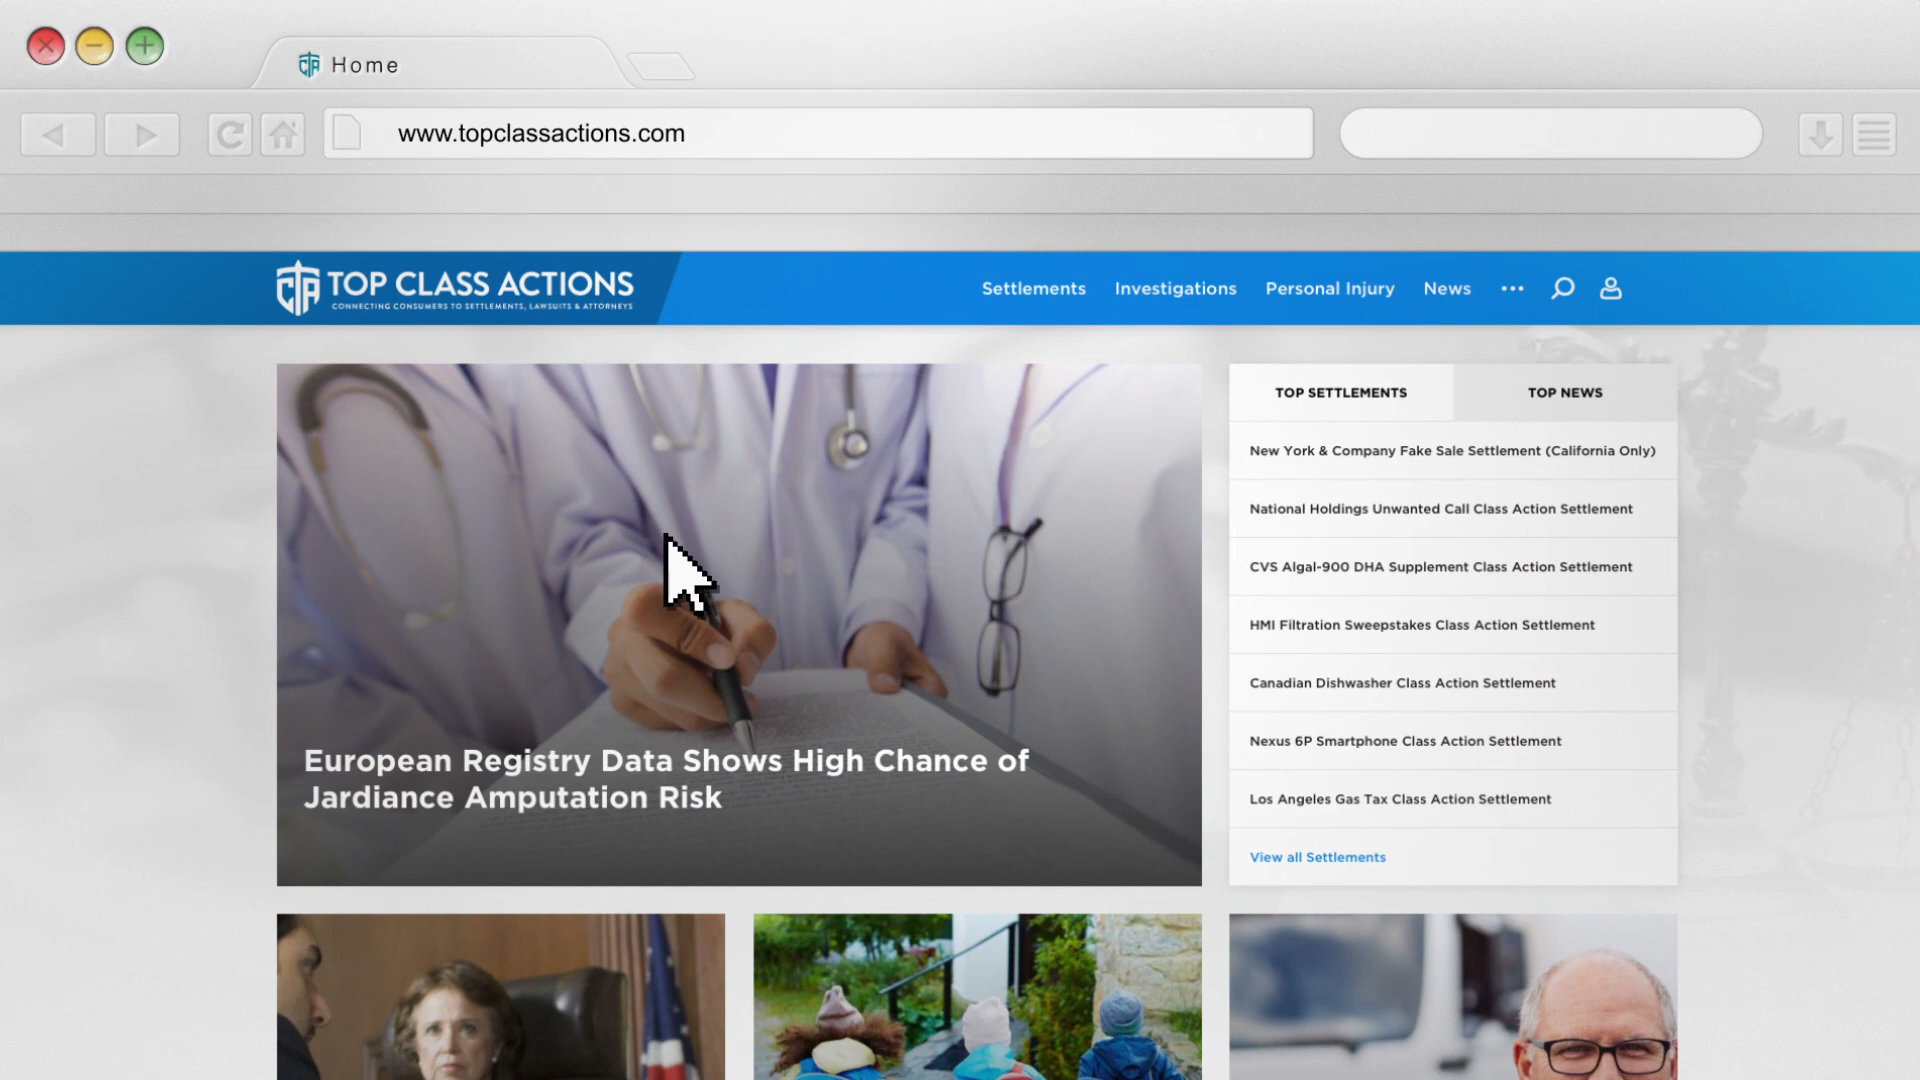 Home
www.topclassactions.com
TOP CLASS ACTIONS
CONNECTING CONSUMERS TO SETTLEMENTS, LAWSUITS & ATTORNEYS
Settlements
Investigations
Personal Injury
News
TOP SETTLEMENTS
TOP NEWS
New York & Company Fake Sale Settlement (California Only)
National Holdings Unwanted Call Class Action Settlement
CVS Algal-900 DHA Supplement Class Action Settlement
HMI Filtration Sweepstakes Class Action Settlement
Canadian Dishwasher Class Action Settlement
Nexus 6P Smartphone Class Action Settlement
Los Angeles Gas Tax Class Action Settlement
View all Settlements
European Registry Data Shows High Chance of
Jardiance Amputation Risk